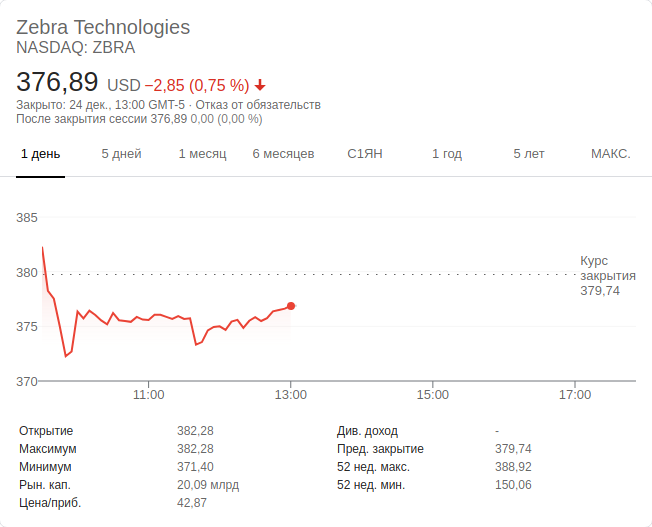 Zebra Technologies
NASDAQ: ZBRA
376,89 USD −2,85 (0,75 %)
Закрыто: 24 дек., 13:00 GMT-5 · Отказ от обязательств
После закрытия сессии 376,89 0,00 (0,00 %)
1 день 5 дней 1 месяц 6 месяцев С1ЯН 1 год 5 лет МАКС.
385
380
375
370
Курс
закрытия
379,74
11:00 13:00 15:00 17:00
Открытие 382,28 Див. доход -
Максимум 382,28 Пред. закрытие 379,74
Минимум 371,40 52 нед. макс. 388,92
Рын. кап. 20,09 млрд 52 нед. мин. 150,06
Цена/приб. 42,87